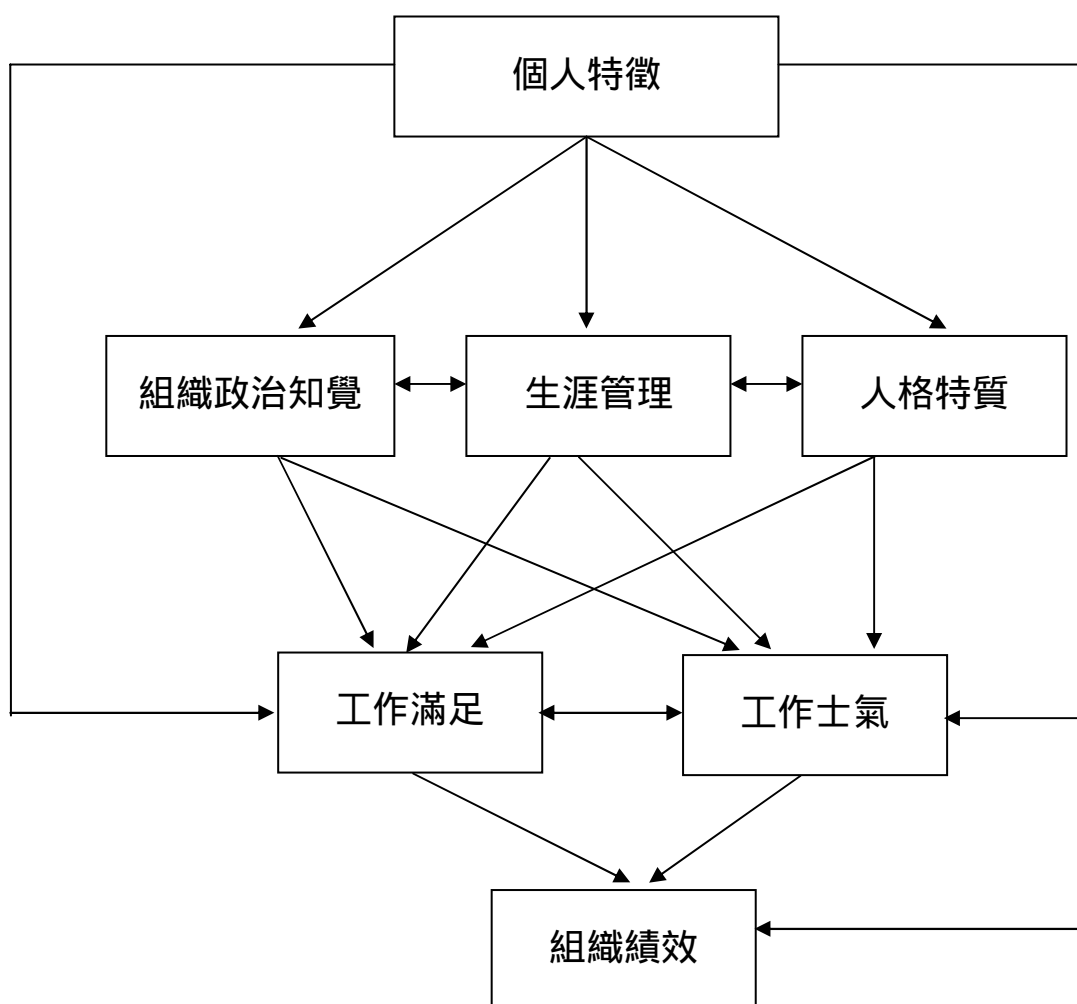 個人特徵
組織政治知覺
生涯管理
人格特質
工作滿足
工作士氣
組織績效